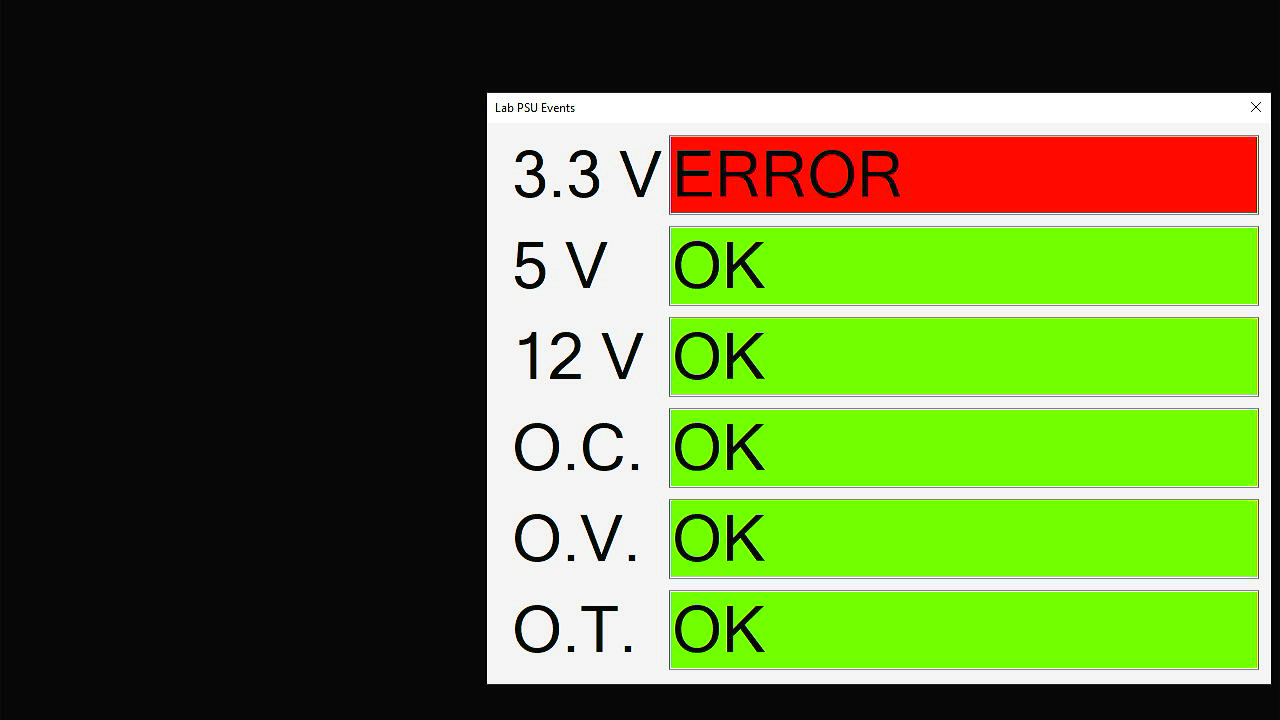 Lab PSU Events
3.3 V ERROR
5 V OK
12 V OK
O.C. OK
O.V. OK
O.T. OK